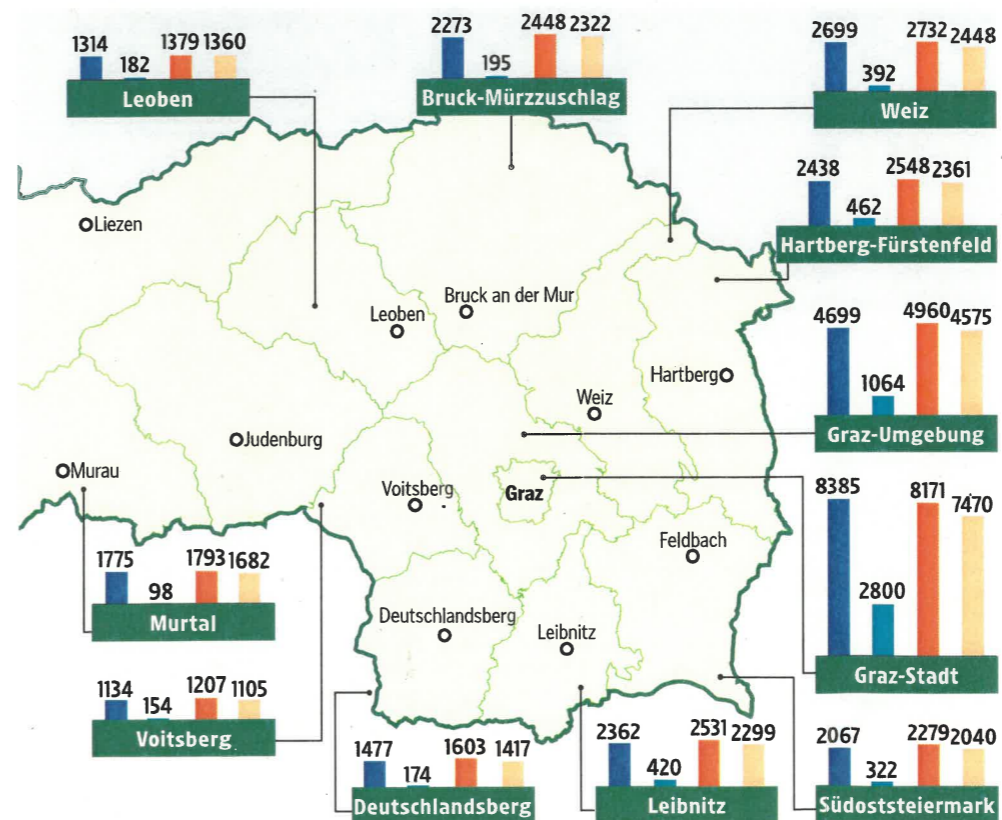 1314 182 1379 1360
Leoben
2273 195 2448 2322
Bruck-Mürzzuschlag
2699 392 2732 2448
Weiz
2438 462 2548 2361
Hartberg-Fürstenfeld
Liezen
Bruck an der Mur
Leoben
4699 1064 4960 4575
Graz-Umgebung
Hartberg
Weiz
Judenburg
Murau
Voitsberg
Graz
8385 2800 8171 7470
Graz-Stadt
Feldbach
1775 98 1793 1682
Murtal
Deutschlandsberg
Leibnitz
1134 154 1207 1105
Voitsberg
1477 174 1603 1417
Deutschlandsberg
2362 420 2531 2299
Leibnitz
2067 322 2279 2040
Südoststeiermark